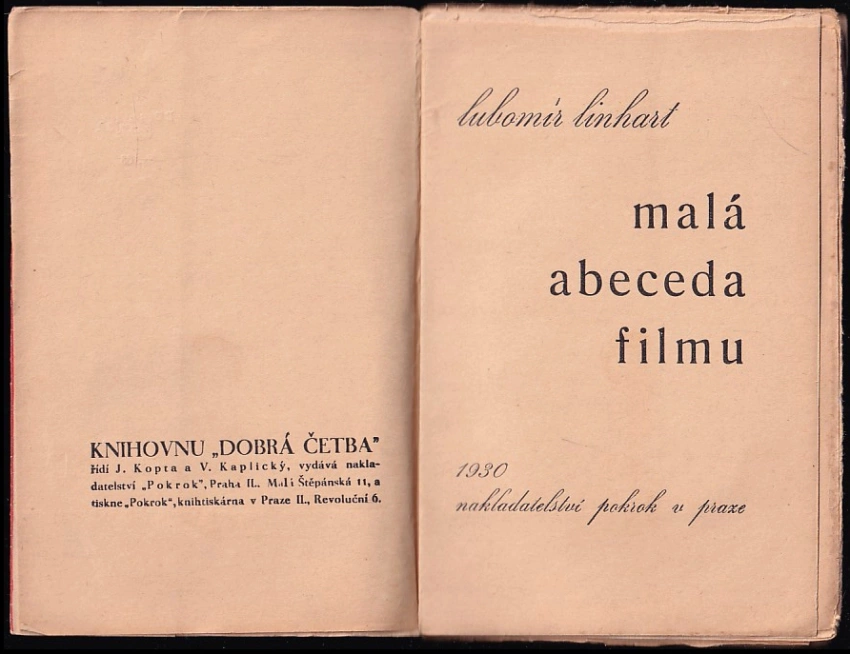 KNIHOVNU „DOBRÁ ČETBA"
řídí J. Kopta a V. Kaplický, vydává nakla-
datelství „Pokrok", Praha II., Malá Štěpánská 11, a
tiskne „Pokrok", knihtiskárna v Praze II., Revoluční 6.
lubomír linhart
malá
abeceda
filmu
1930
nakladatelství pokrok v praze